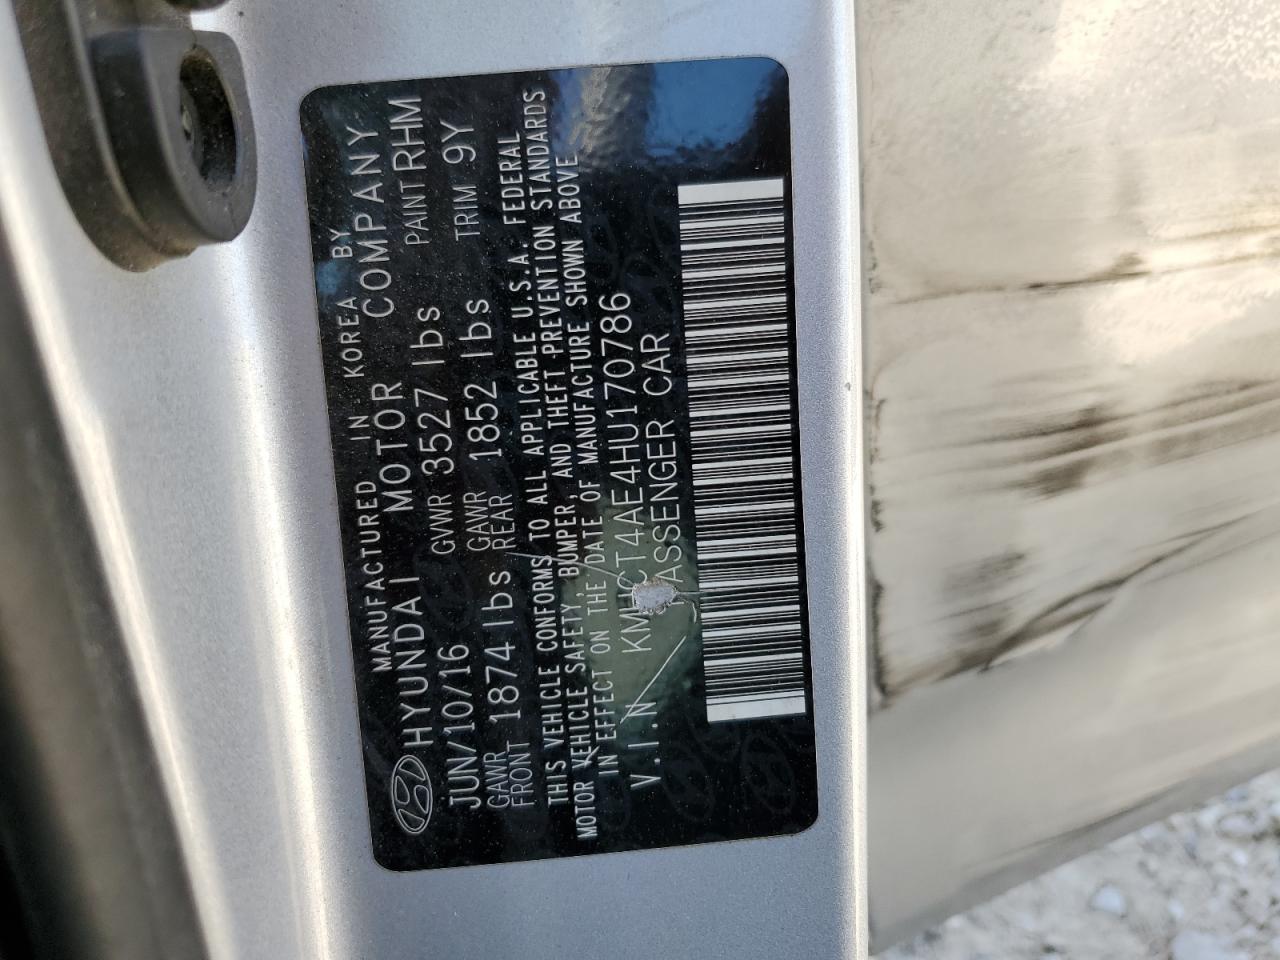 MANUFACTURED IN KOREA BY
HYUNDAI MOTOR COMPANY
JUN/10/16 GVWR 3527 lbs PAINT RHM
GAWR FRONT 1874 lbs GAWR REAR 1852 lbs TRIM 9Y
THIS VEHICLE CONFORMS TO ALL APPLICABLE U.S.A. FEDERAL
MOTOR VEHICLE SAFETY, BUMPER, AND THEFT PREVENTION STANDARDS
IN EFFECT ON THE DATE OF MANUFACTURE SHOWN ABOVE
V.I.N KMHCT4AE4HU170786
PASSENGER CAR